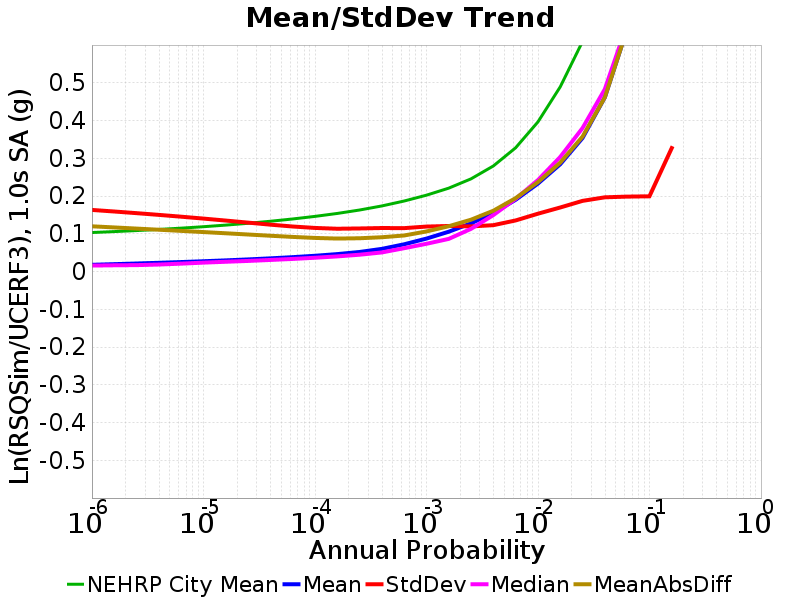 Mean/StdDev Trend
Ln(RSQSim/UCERF3), 1.0s SA (g)
0.5
0.4
0.3
0.2
0.1
0
-0.1
-0.2
-0.3
-0.4
-0.5
10^-6 10^-5 10^-4 10^-3 10^-2 10^-1 10^0
Annual Probability
NEHRP City Mean Mean StdDev Median MeanAbsDiff